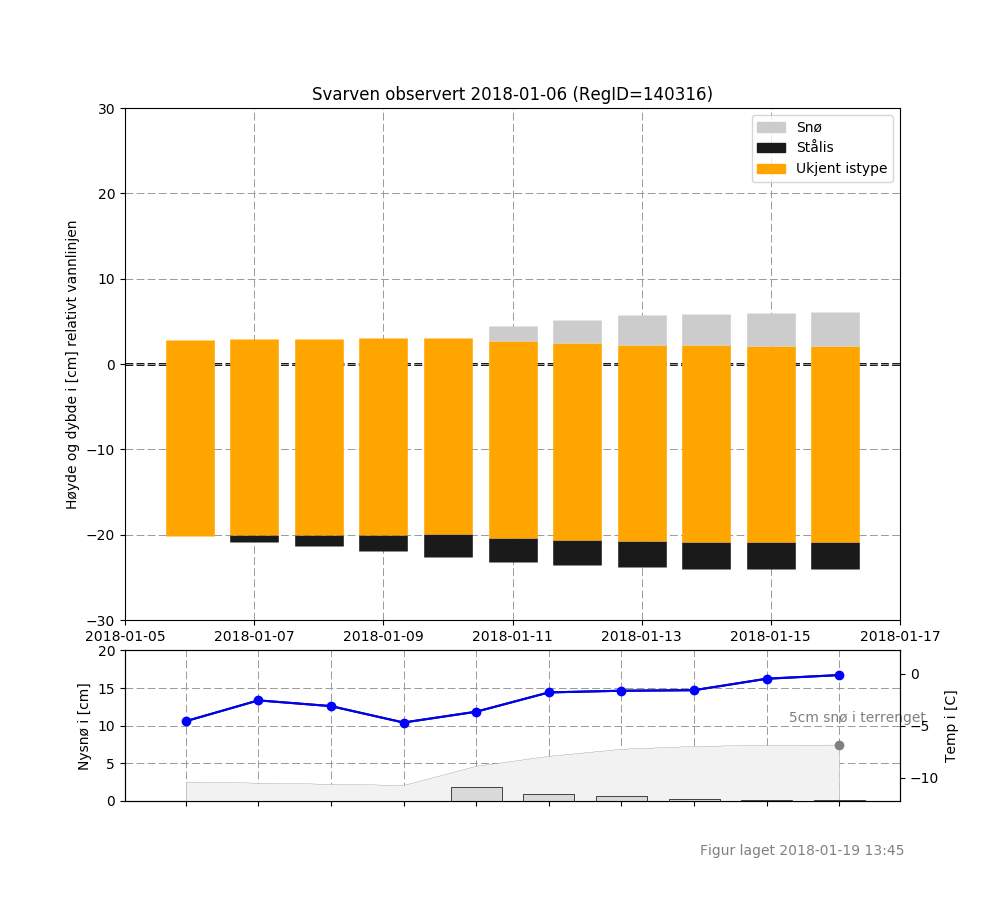 Svarven observert 2018-01-06 (RegID=140316)
30
20
10
0
−10
−20
−30
Høyde og dybde i [cm] relativt vannlinjen
Snø
Stålis
Ukjent istype
2018-01-05 2018-01-07 2018-01-09 2018-01-11 2018-01-13 2018-01-15 2018-01-17
20
15
10
5
0
Nysnø i [cm]
0
−5
−10
Temp i [C]
5cm snø i terrenget
Figur laget 2018-01-19 13:45